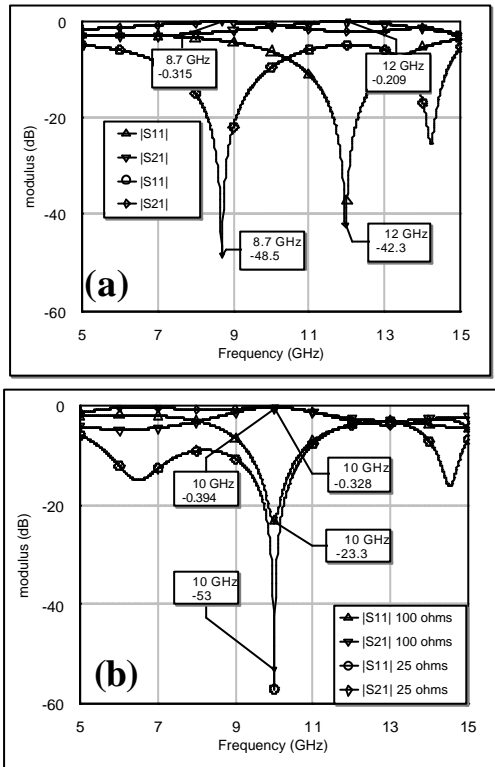 0
8.7 GHz
-0.315
12 GHz
-0.209
-20
|S11|
|S21|
|S11|
|S21|
modulus (dB)
-40
8.7 GHz
-48.5
12 GHz
-42.3
(a)
-60
5 7 9 11 13 15
Frequency (GHz)
0
10 GHz
-0.394
10 GHz
-0.328
-20
modulus (dB)
10 GHz
-23.3
10 GHz
-53
-40
|S11| 100 ohms
|S21| 100 ohms
|S11| 25 ohms
|S21| 25 ohms
(b)
-60
5 7 9 11 13 15
Frequency (GHz)